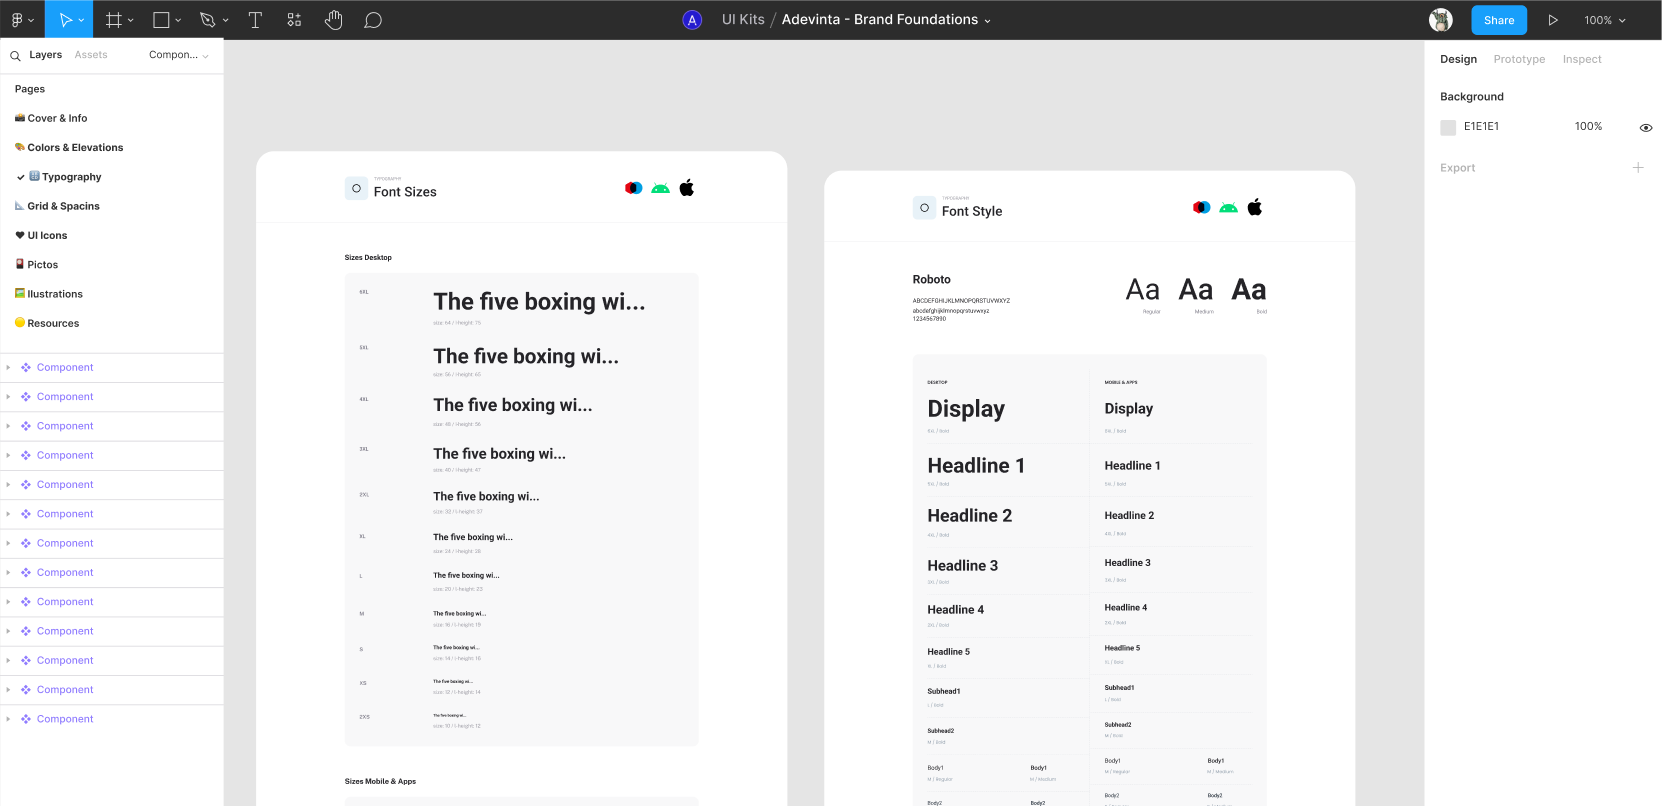 A UI Kits / Adevinta - Brand Foundations
Share
100%
Layers Assets Compon...
Pages
Cover & Info
Colors & Elevations
Typography
Grid & Spacins
UI Icons
Pictos
Ilustrations
Resources
Component
Component
Component
Component
Component
Component
Component
Component
Component
Component
Component
Component
Component
TYPOGRAPHY
Font Sizes
Sizes Desktop
6XL
The five boxing wi...
size: 64 / l-height: 75
5XL
The five boxing wi...
size: 56 / l-height: 65
4XL
The five boxing wi...
size: 48 / l-height: 56
3XL
The five boxing wi...
size: 40 / l-height: 47
2XL
The five boxing wi...
size: 32 / l-height: 37
XL
The five boxing wi...
size: 24 / l-height: 28
L
The five boxing wi...
size: 20 / l-height: 23
M
The five boxing wi...
size: 16 / l-height: 19
S
The five boxing wi...
size: 14 / l-height: 16
XS
The five boxing wi...
size: 12 / l-height: 14
2XS
The five boxing wi...
size: 10 / l-height: 12
Sizes Mobile & Apps
TYPOGRAPHY
Font Style
Roboto
ABCDEFGHIJKLMNOPQRSTUVWXYZ
abcdefghijklmnopqrstuvwxyz
1234567890
Aa Aa Aa
Regular Medium Bold
DESKTOP
Display
6XL / Bold
Headline 1
5XL / Bold
Headline 2
4XL / Bold
Headline 3
3XL / Bold
Headline 4
2XL / Bold
Headline 5
XL / Bold
Subhead1
L / Bold
Subhead2
M / Bold
Body1 Body1
M / Regular M / Medium
Body2 Body2
MOBILE & APPS
Display
Bold
Headline 1
Bold
Headline 2
4XL / Bold
Headline 3
3XL / Bold
Headline 4
Bold
Headline 5
Bold
Subhead1
L / Bold
Subhead2
M / Bold
Body1 Body1
M / Regular M / Medium
Body2 Body2
Design Prototype Inspect
Background
E1E1E1 100%
Export